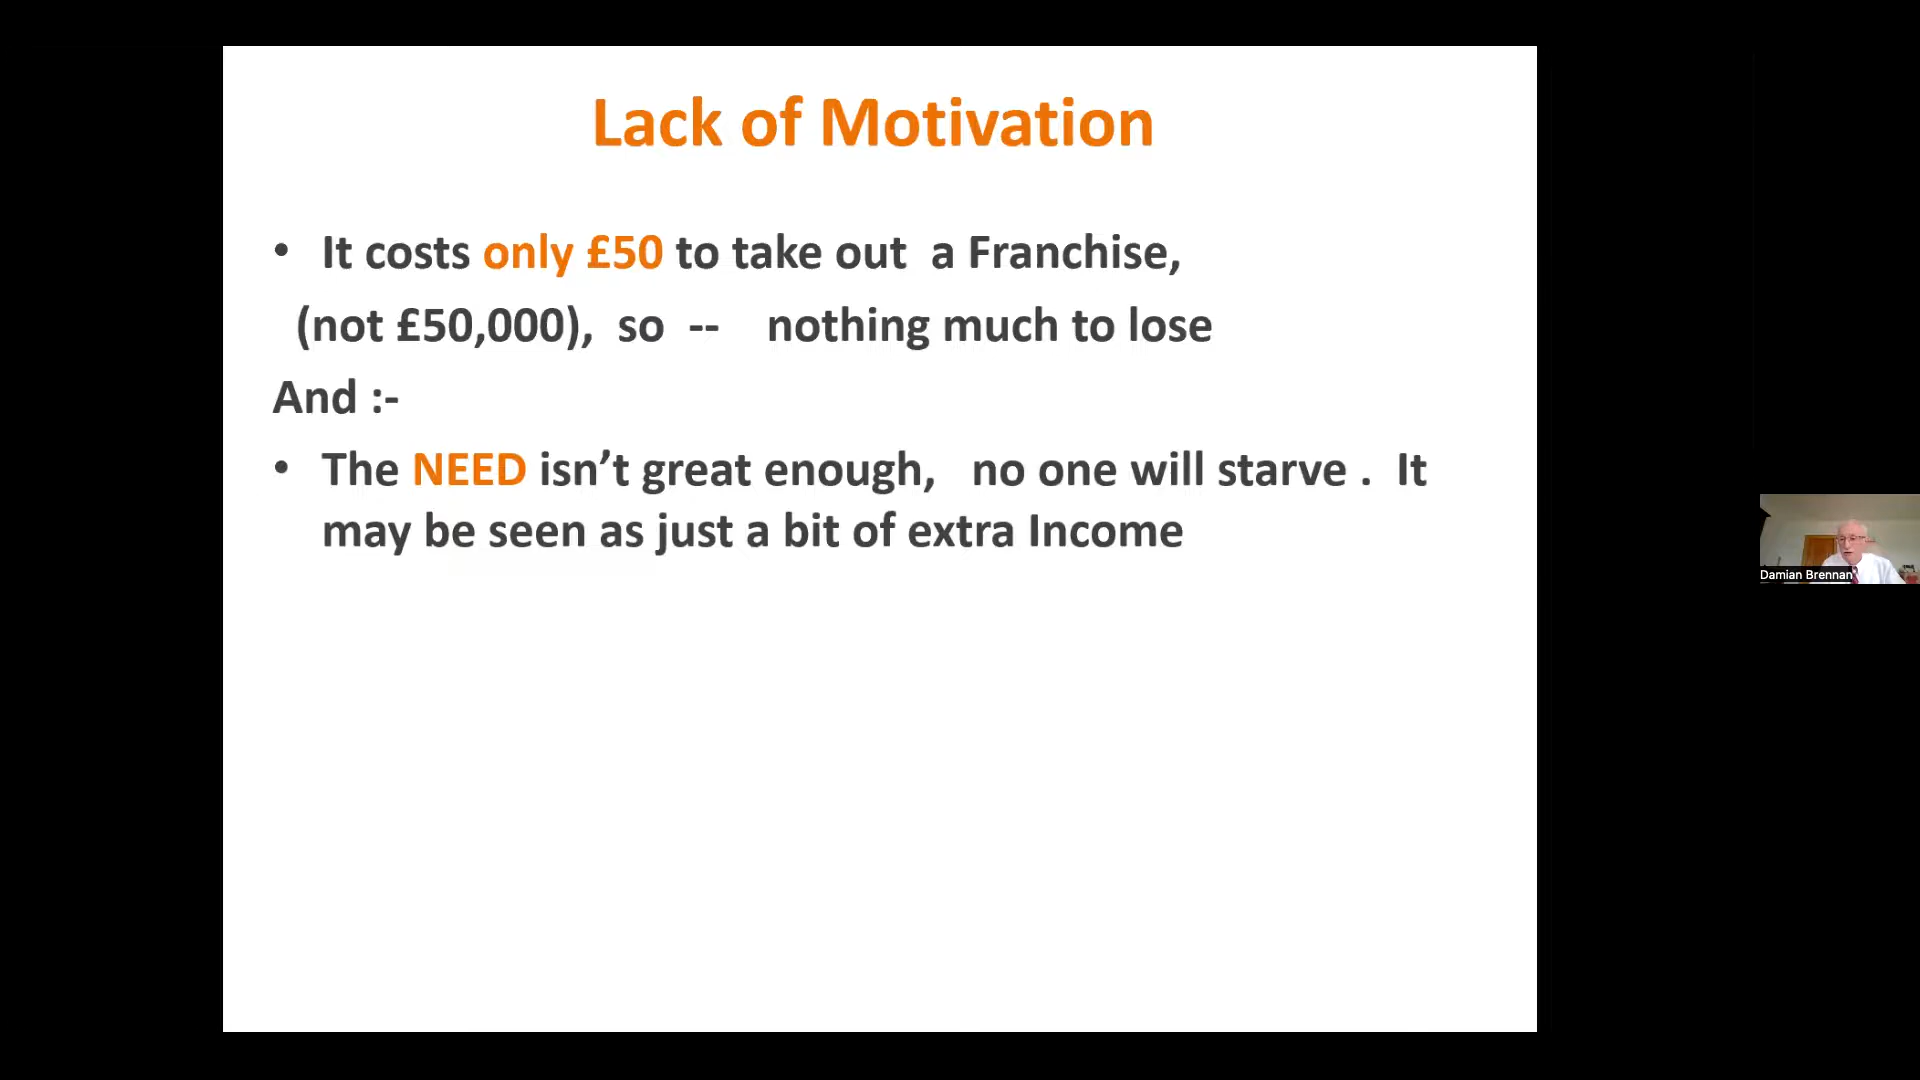 Lack of Motivation
• It costs only £50 to take out a Franchise,
(not £50,000), so -- nothing much to lose
And :-
• The NEED isn’t great enough, no one will starve . It
may be seen as just a bit of extra Income
Damian Brennan